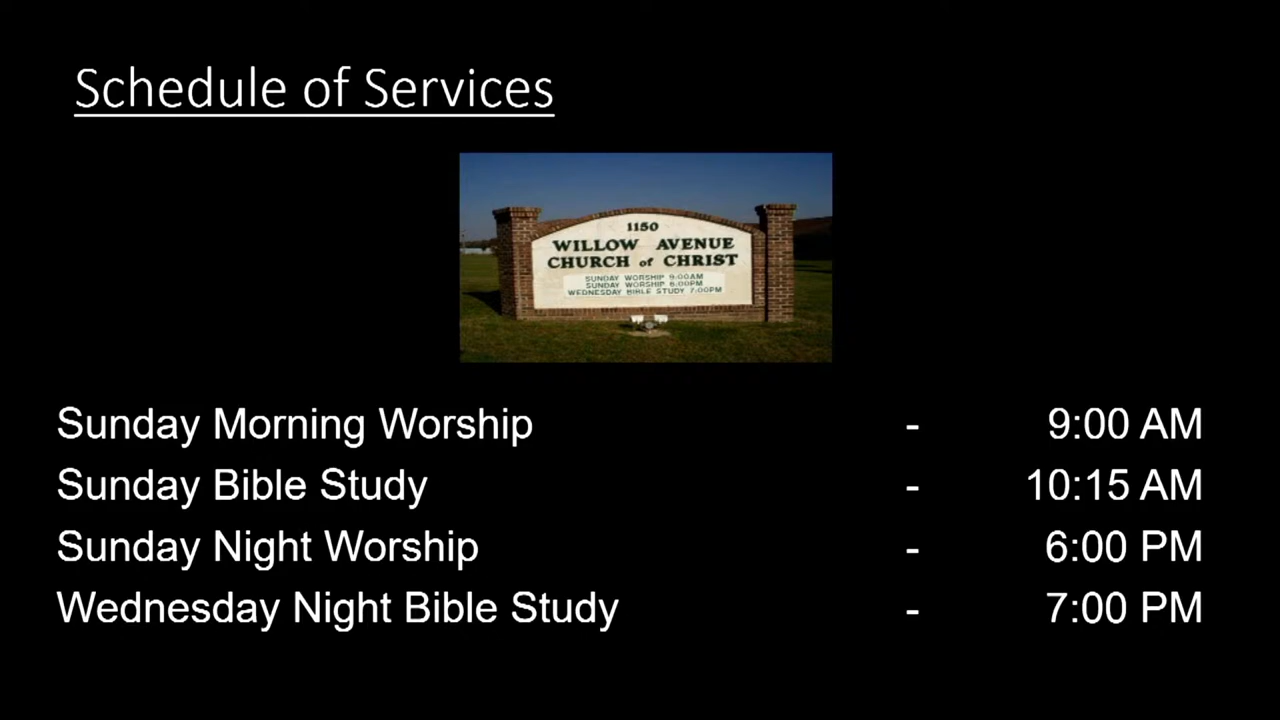 Schedule of Services
1150
WILLOW AVENUE
CHURCH of CHRIST
SUNDAY WORSHIP 9:00AM
SUNDAY WORSHIP 6:00PM
WEDNESDAY BIBLE STUDY 7:00PM
Sunday Morning Worship - 9:00 AM
Sunday Bible Study - 10:15 AM
Sunday Night Worship - 6:00 PM
Wednesday Night Bible Study - 7:00 PM